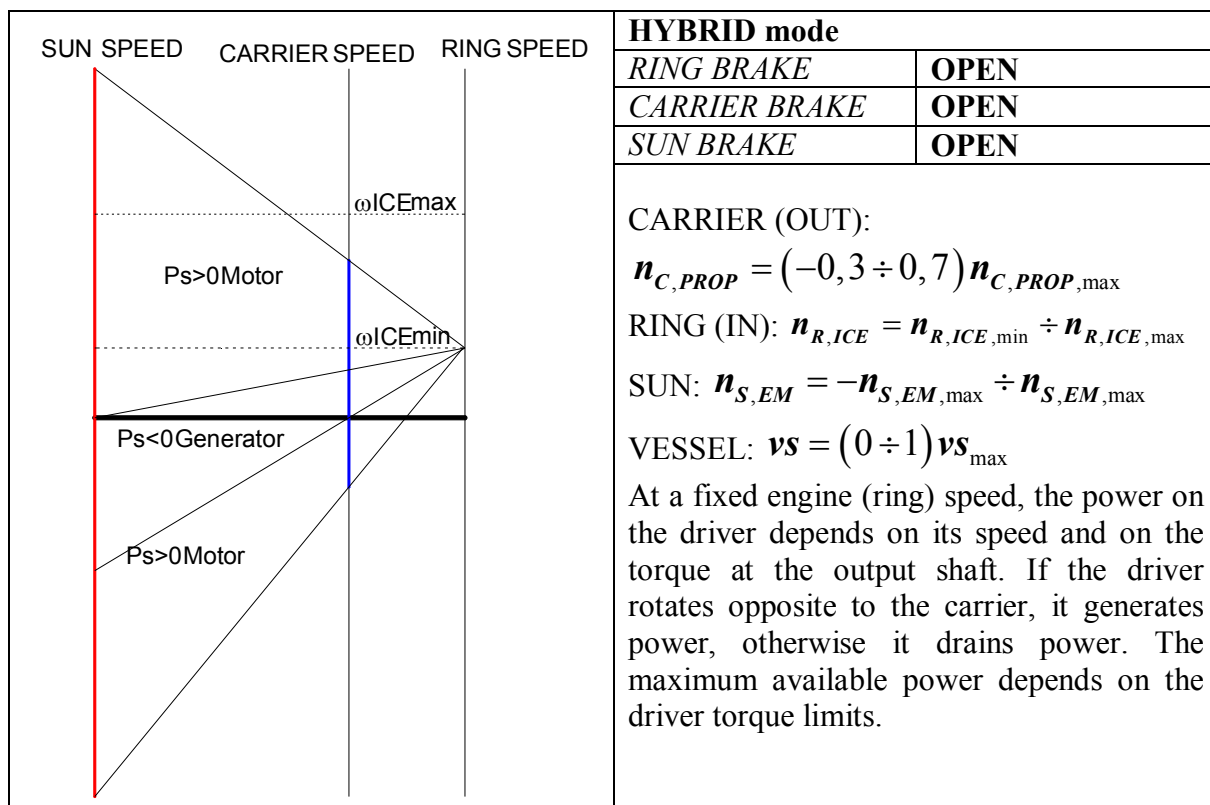 SUN SPEED
CARRIER SPEED
RING SPEED
ωICEmax
Ps>0Motor
ωICEmin
Ps<0Generator
Ps>0Motor
HYBRID mode
RING BRAKE OPEN
CARRIER BRAKE OPEN
SUN BRAKE OPEN
CARRIER (OUT):
n_{C,PROP} = (−0,3 ÷ 0,7) n_{C,PROP,max}
RING (IN): n_{R,ICE} = n_{R,ICE,min} ÷ n_{R,ICE,max}
SUN: n_{S,EM} = −n_{S,EM,max} ÷ n_{S,EM,max}
VESSEL: vs = (0 ÷ 1) vs_{max}
At a fixed engine (ring) speed, the power on
the driver depends on its speed and on the
torque at the output shaft. If the driver
rotates opposite to the carrier, it generates
power, otherwise it drains power. The
maximum available power depends on the
driver torque limits.